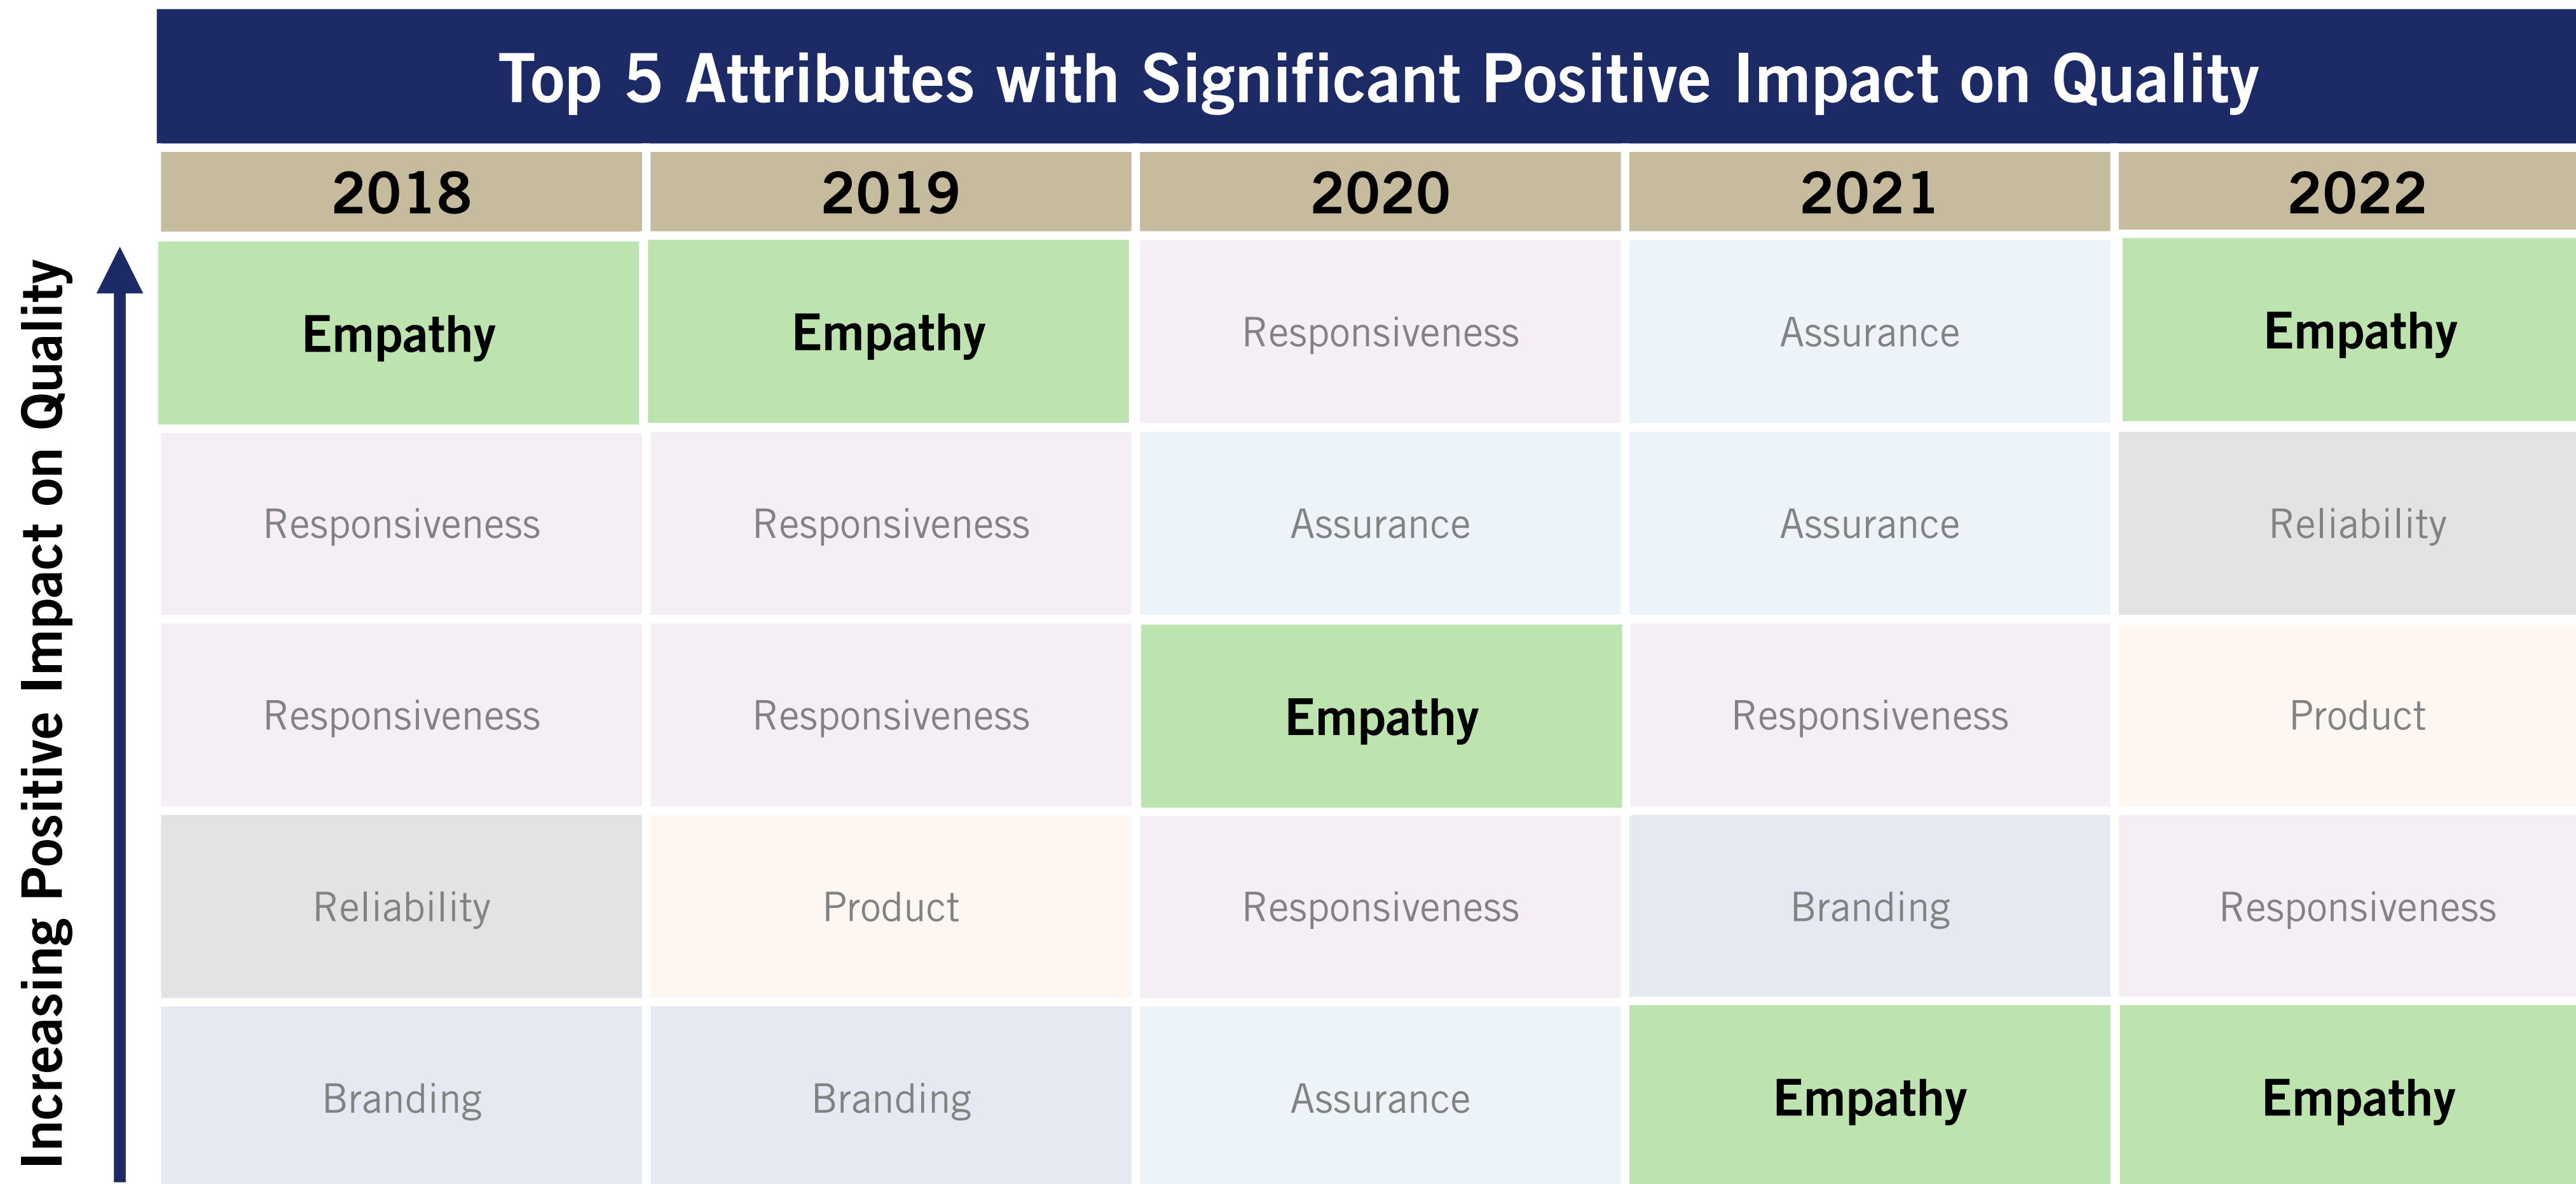 Top 5 Attributes with Significant Positive Impact on Quality
2018 2019 2020 2021 2022
Increasing Positive Impact on Quality
Empathy Empathy Responsiveness Assurance Empathy
Responsiveness Responsiveness Assurance Assurance Reliability
Responsiveness Responsiveness Empathy Responsiveness Product
Reliability Product Responsiveness Branding Responsiveness
Branding Branding Assurance Empathy Empathy